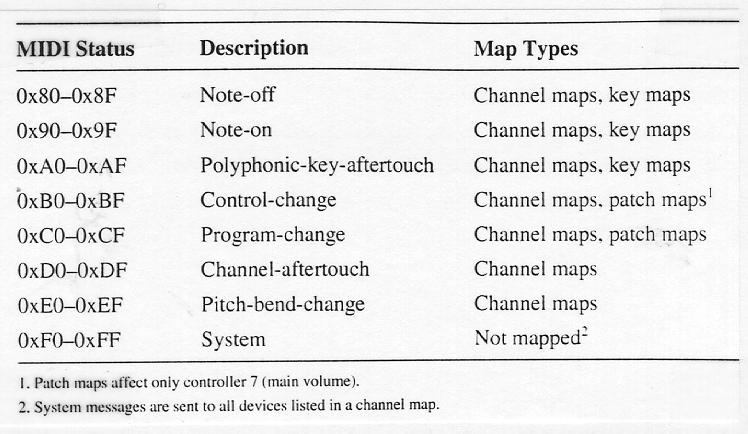 MIDI Status Description Map Types
0x80–0x8F Note-off Channel maps, key maps
0x90–0x9F Note-on Channel maps, key maps
0xA0–0xAF Polyphonic-key-aftertouch Channel maps, key maps
0xB0–0xBF Control-change Channel maps, patch maps¹
0xC0–0xCF Program-change Channel maps, patch maps
0xD0–0xDF Channel-aftertouch Channel maps
0xE0–0xEF Pitch-bend-change Channel maps
0xF0–0xFF System Not mapped²
1. Patch maps affect only controller 7 (main volume).
2. System messages are sent to all devices listed in a channel map.